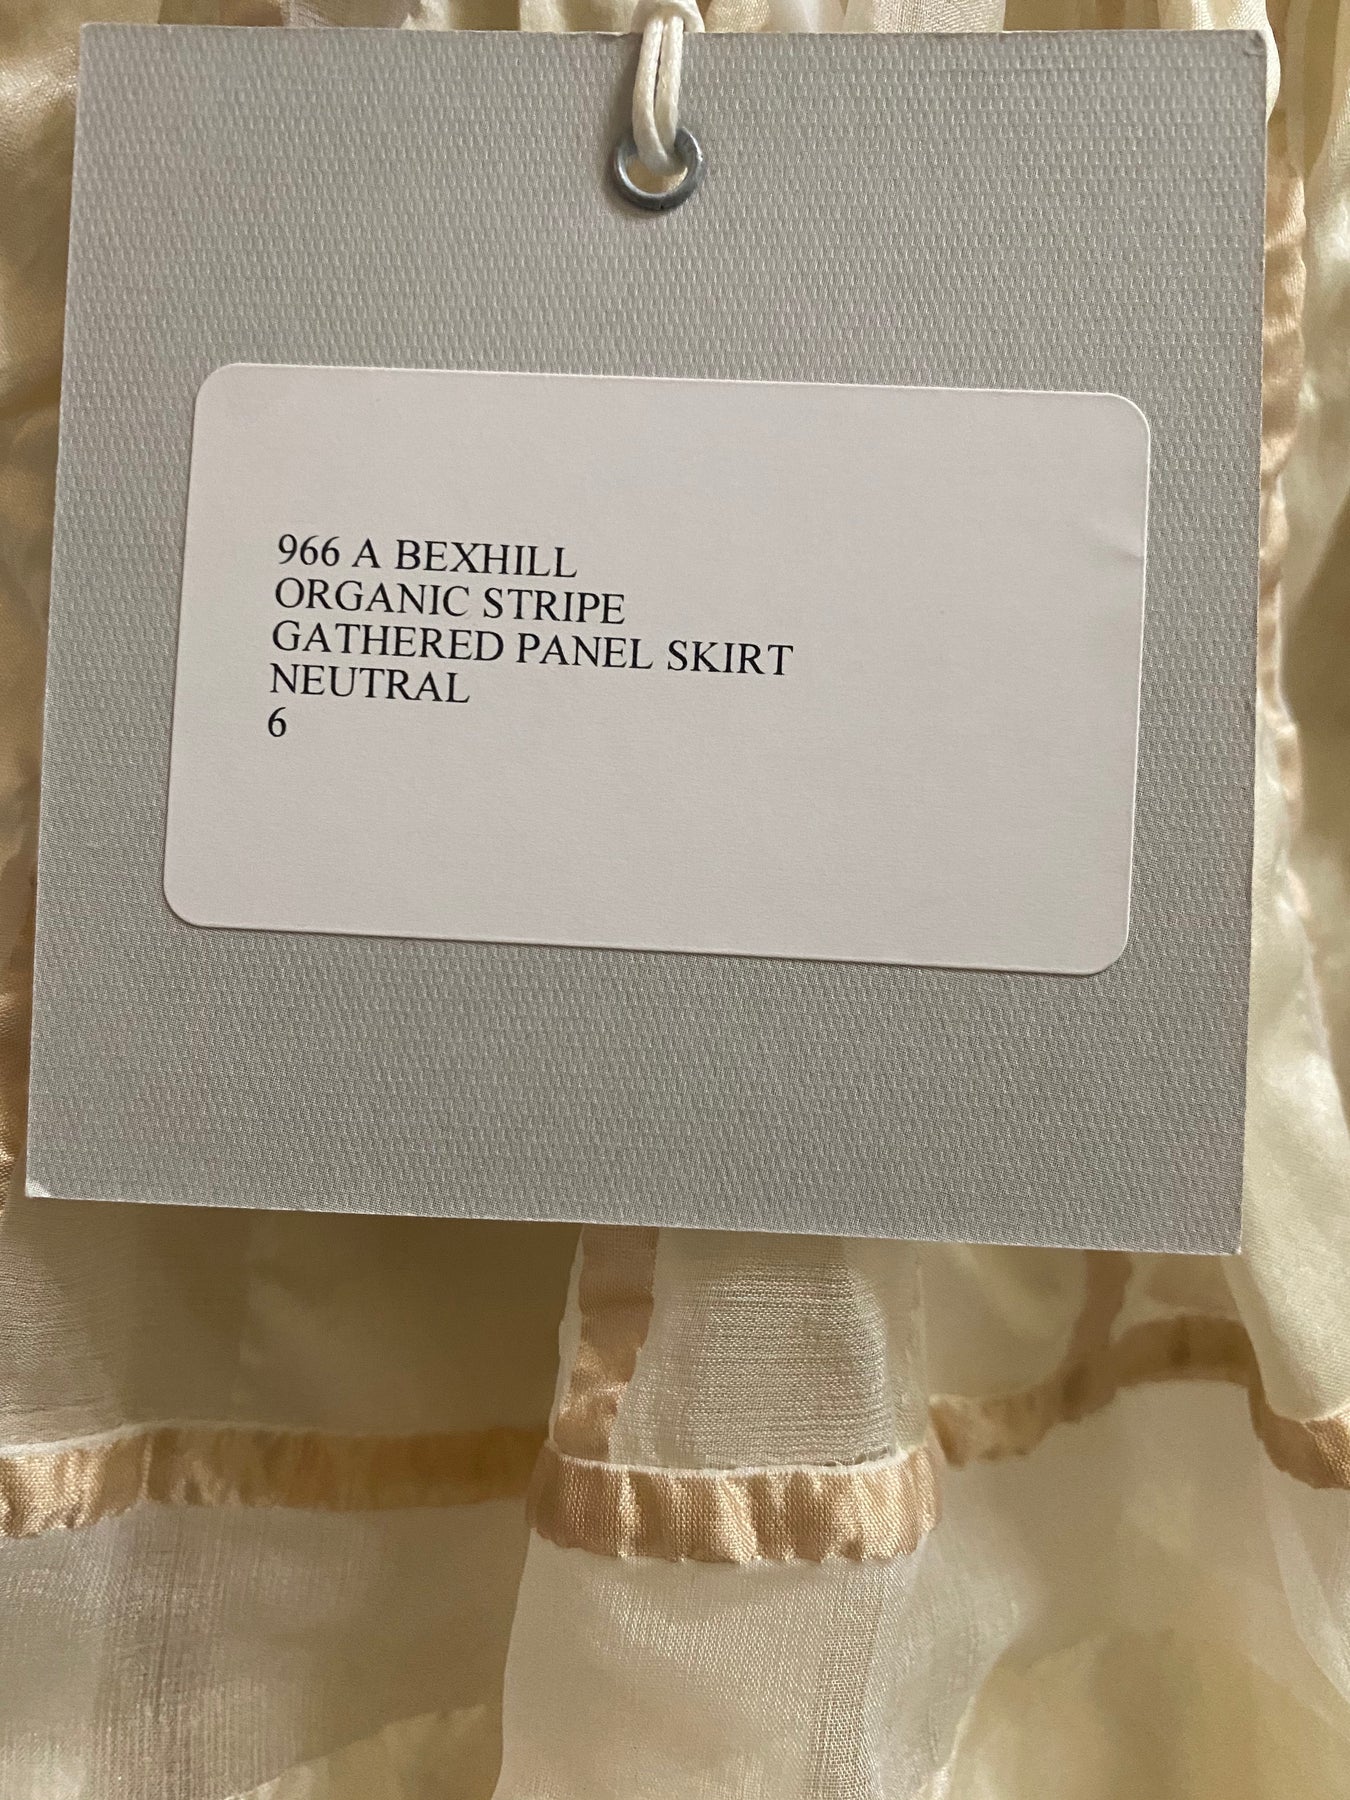 966 A BEXHILL
ORGANIC STRIPE
GATHERED PANEL SKIRT
NEUTRAL
6